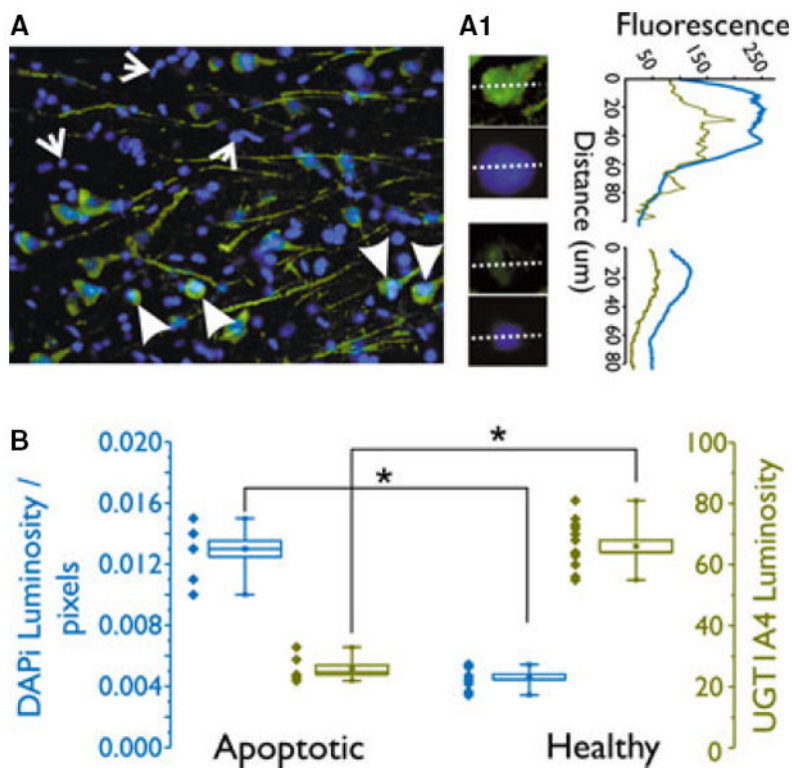 A
A1
Fluorescence
50 150 250
0
20
40
60
80
Distance (um)
0
20
40
60
80
B
DAPi Luminosity /
pixels
0.020
0.016
0.012
0.008
0.004
0.000
*
*
100
80
60
40
20
0
UGT1A4 Luminosity
Apoptotic
Healthy